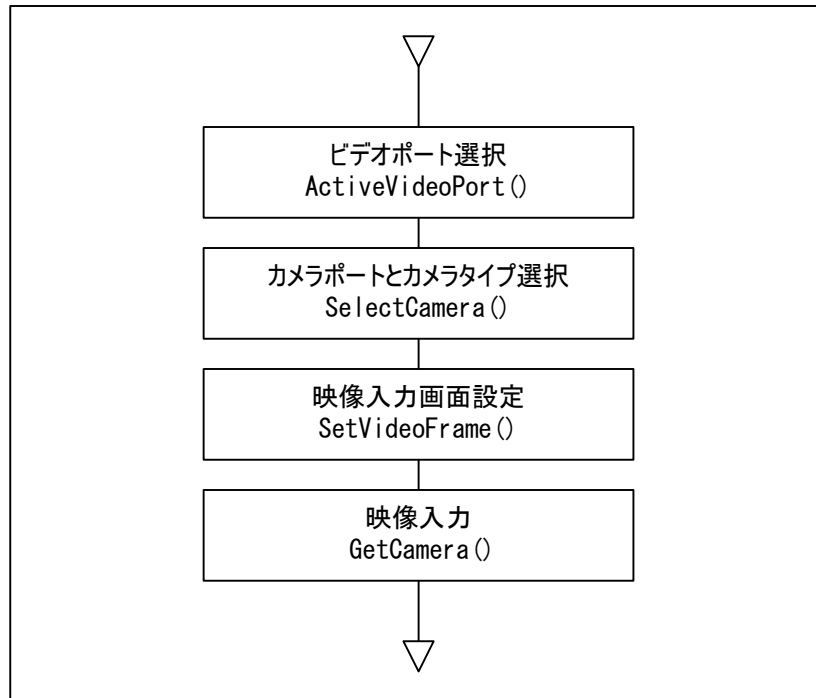 ビデオポート選択
ActiveVideoPort()
カメラポートとカメラタイプ選択
SelectCamera()
映像入力画面設定
SetVideoFrame()
映像入力
GetCamera()